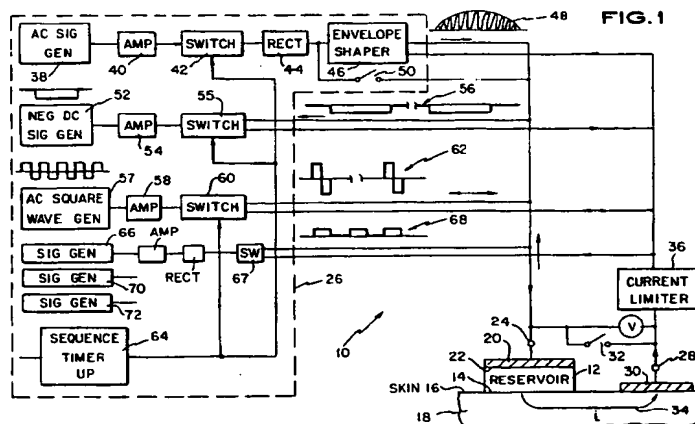 FIG. 1
AC SIG GEN
38
AMP
40
SWITCH
42
RECT
44
ENVELOPE SHAPER
46
50
48
52
NEG DC SIG GEN
AMP
54
55
SWITCH
56
57
AC SQUARE WAVE GEN
58
AMP
60
SWITCH
62
66
SIG GEN
AMP
RECT
SW
67
68
SIG GEN
70
SIG GEN
72
26
SEQUENCE TIMER UP
64
10
36
CURRENT LIMITER
24
V
32
28
20
22
RESERVOIR
12
30
14
SKIN 16
34
18
i